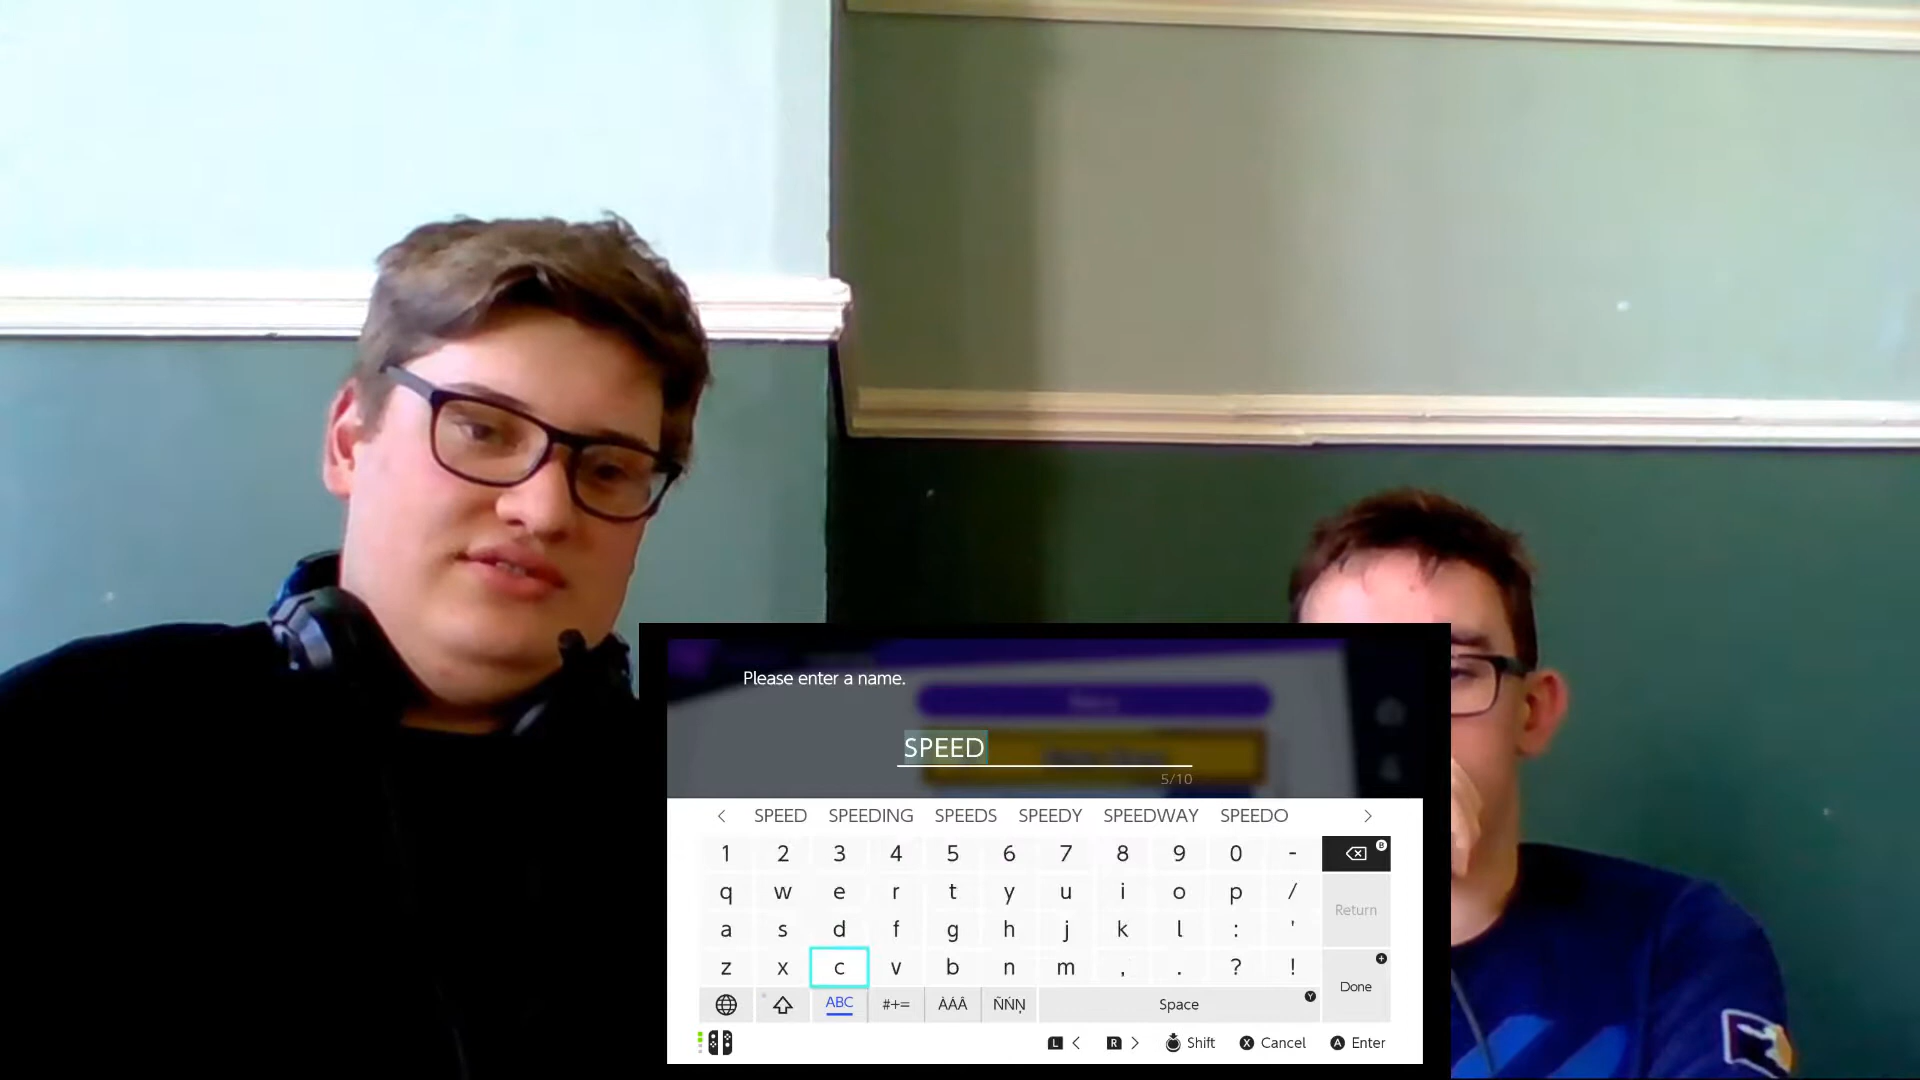 Please enter a name.
SPEED
5/10
SPEED SPEEDING SPEEDS SPEEDY SPEEDWAY SPEEDO
1 2 3 4 5 6 7 8 9 0 -
q w e r t y u i o p /
Return
a s d f g h j k l : '
z x c v b n m , . ? !
Done
ABC #+= ÀÁÂ ÑŃŅ Space
L R Shift X Cancel A Enter